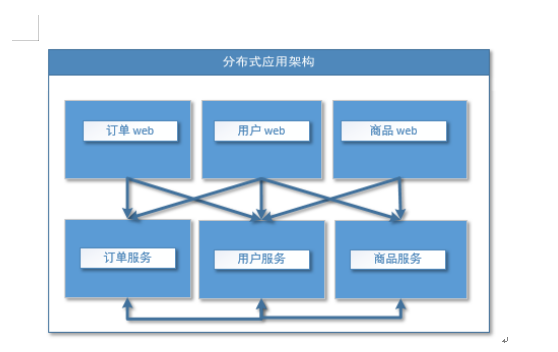 分布式应用架构
订单 web
用户 web
商品 web
订单服务
用户服务
商品服务